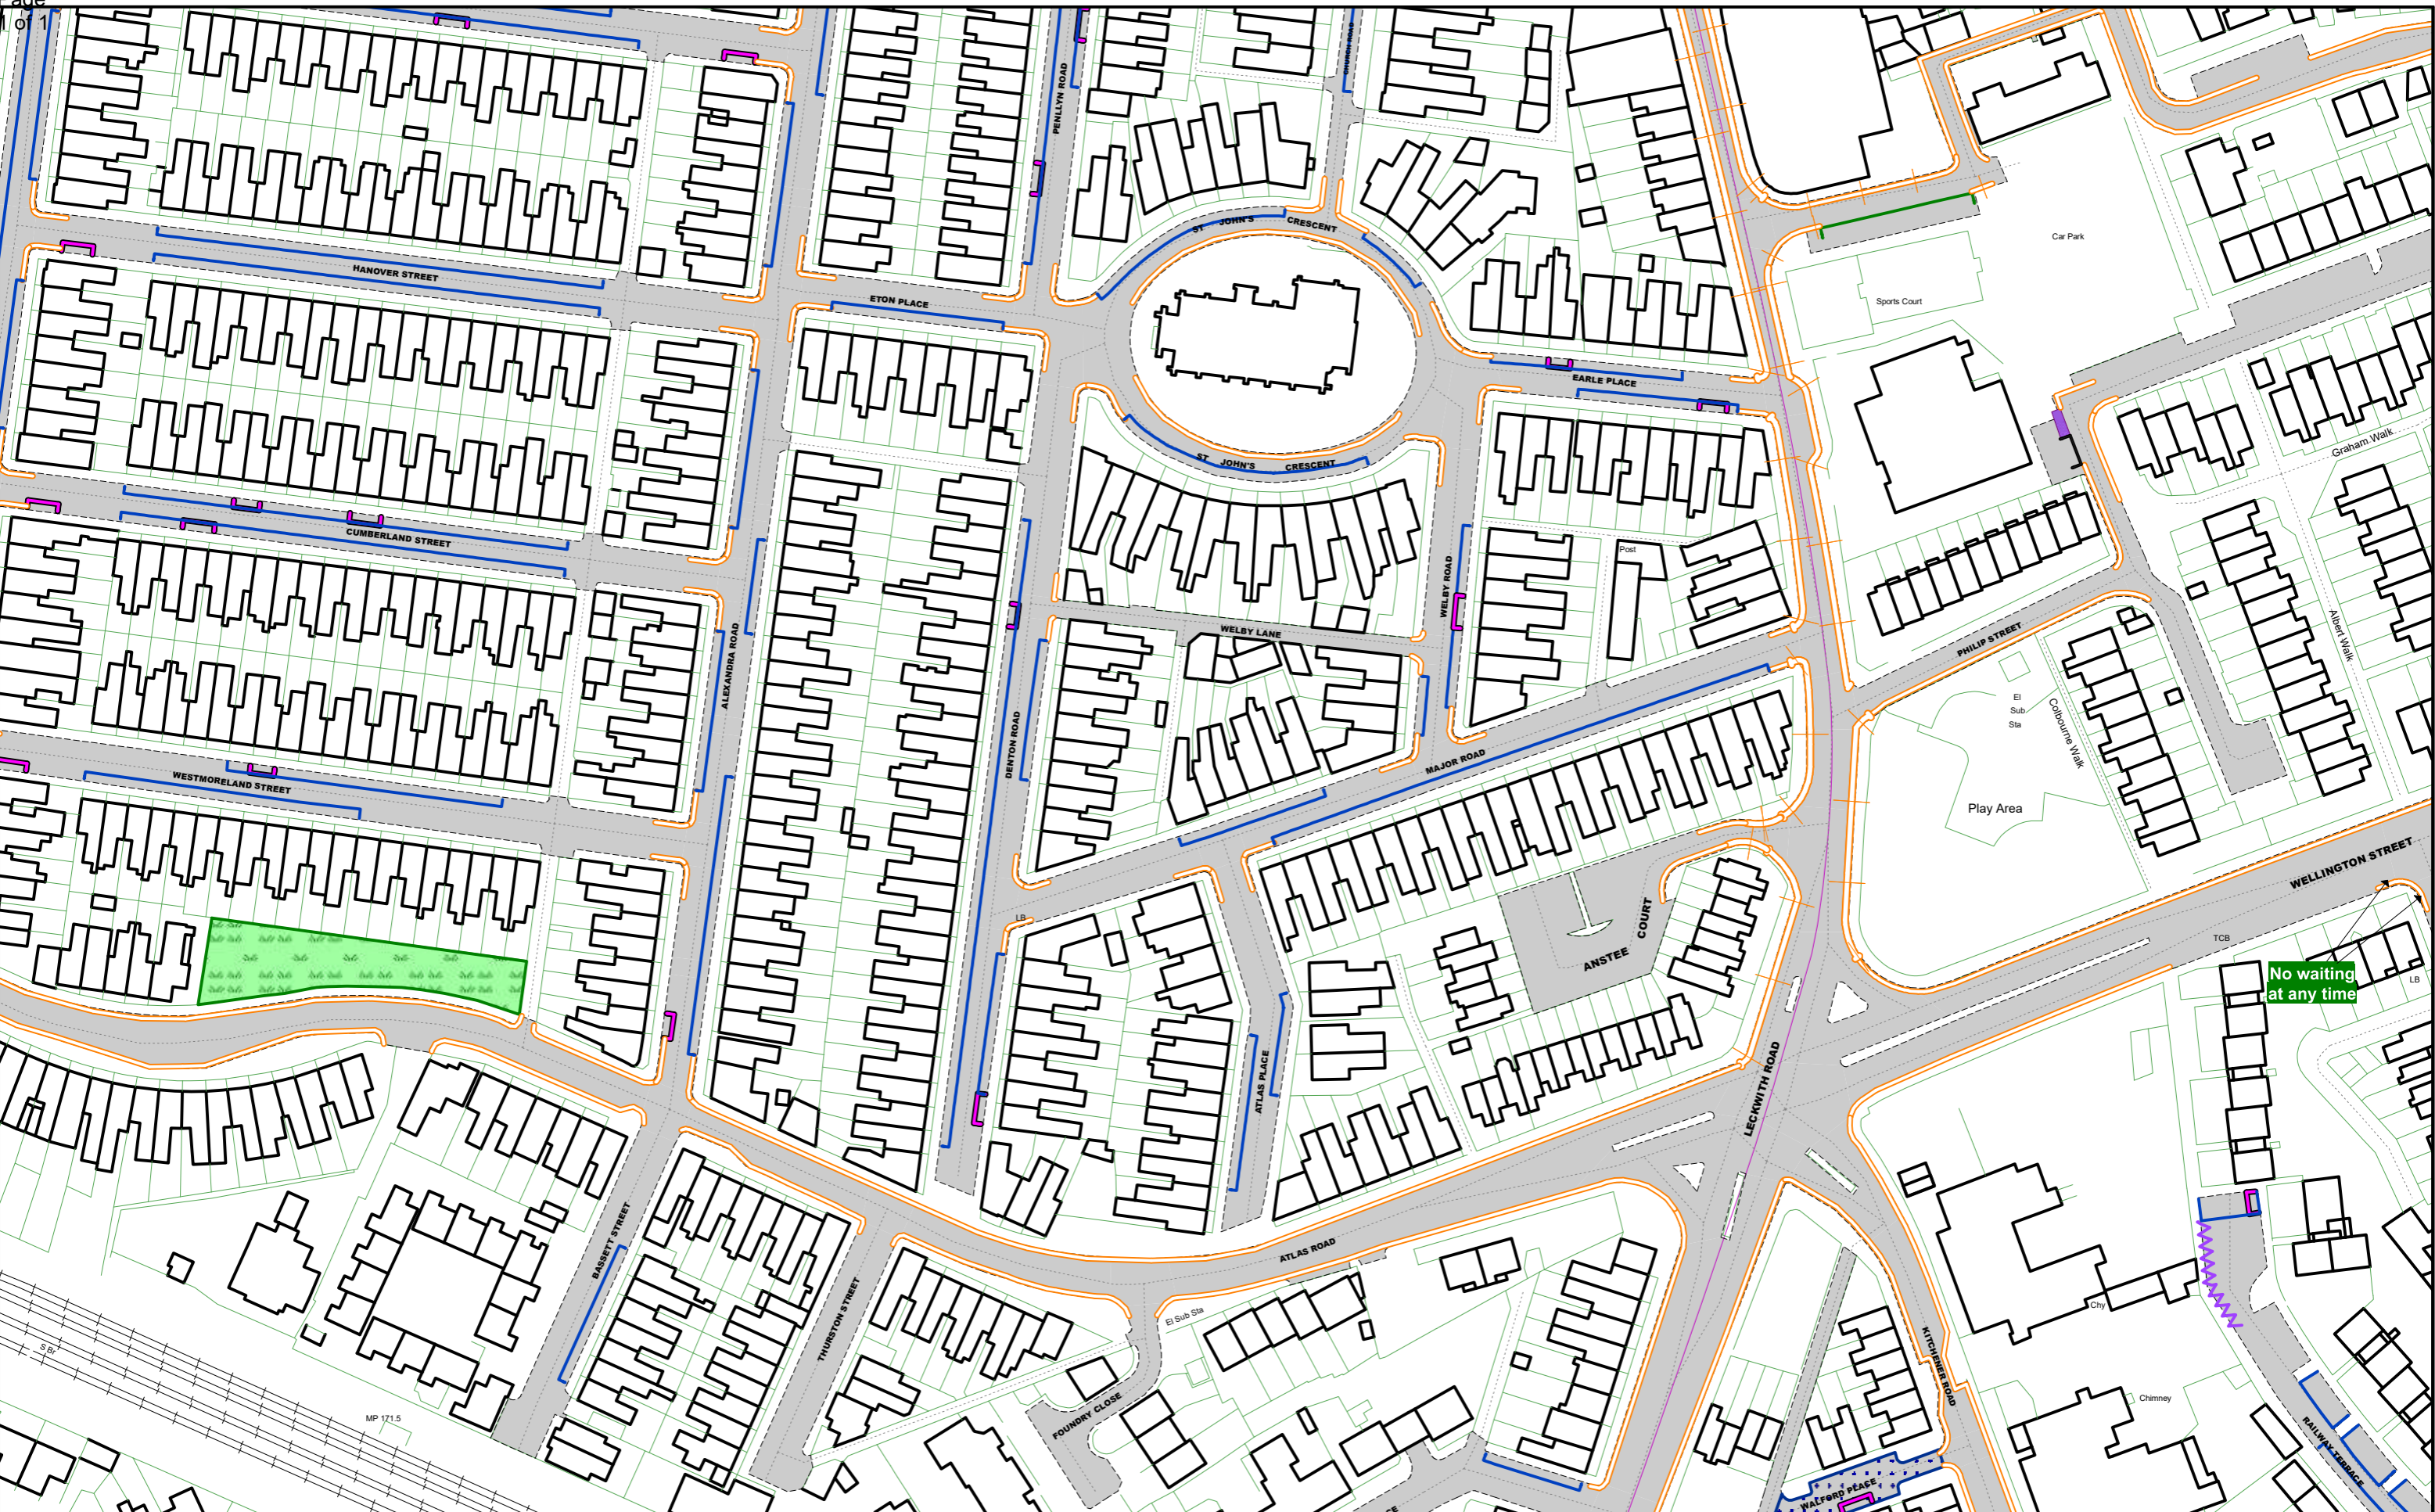 Page
1 of 1
PENLLYN ROAD
CHURCH ROAD
ST JOHN'S CRESCENT
Car Park
HANOVER STREET
ETON PLACE
Sports Court
EARLE PLACE
Graham Walk
ST JOHN'S CRESCENT
CUMBERLAND STREET
Post
WELBY ROAD
WELBY LANE
ALEXANDRA ROAD
PHILIP STREET
Albert Walk
El
Sub
Sta
Colbourne Walk
DENTON ROAD
MAJOR ROAD
WESTMORELAND STREET
Play Area
WELLINGTON STREET
LB
ANSTEE COURT
TCB
No waiting
at any time
LB
ATLAS PLACE
LECKWITH ROAD
BASSETT STREET
ATLAS ROAD
THURSTON STREET
El Sub Sta
Chy
S Br
KITCHENER ROAD
MP 171.5
FOUNDRY CLOSE
Chimney
RAILWAY TERRACE
WALFORD PLACE